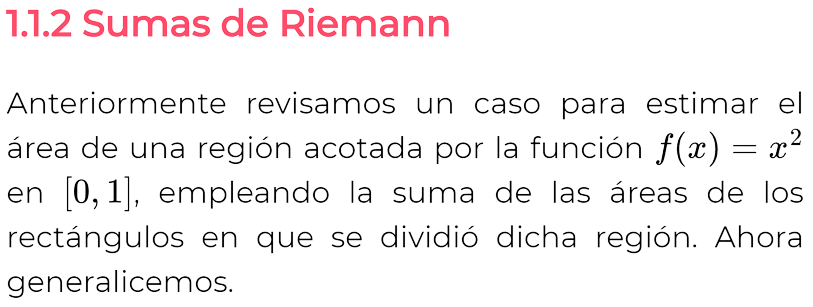 1.1.2 Sumas de Riemann
Anteriormente revisamos un caso para estimar el
área de una región acotada por la función f(x) = x²
en [0, 1], empleando la suma de las áreas de los
rectángulos en que se dividió dicha región. Ahora
generalicemos.